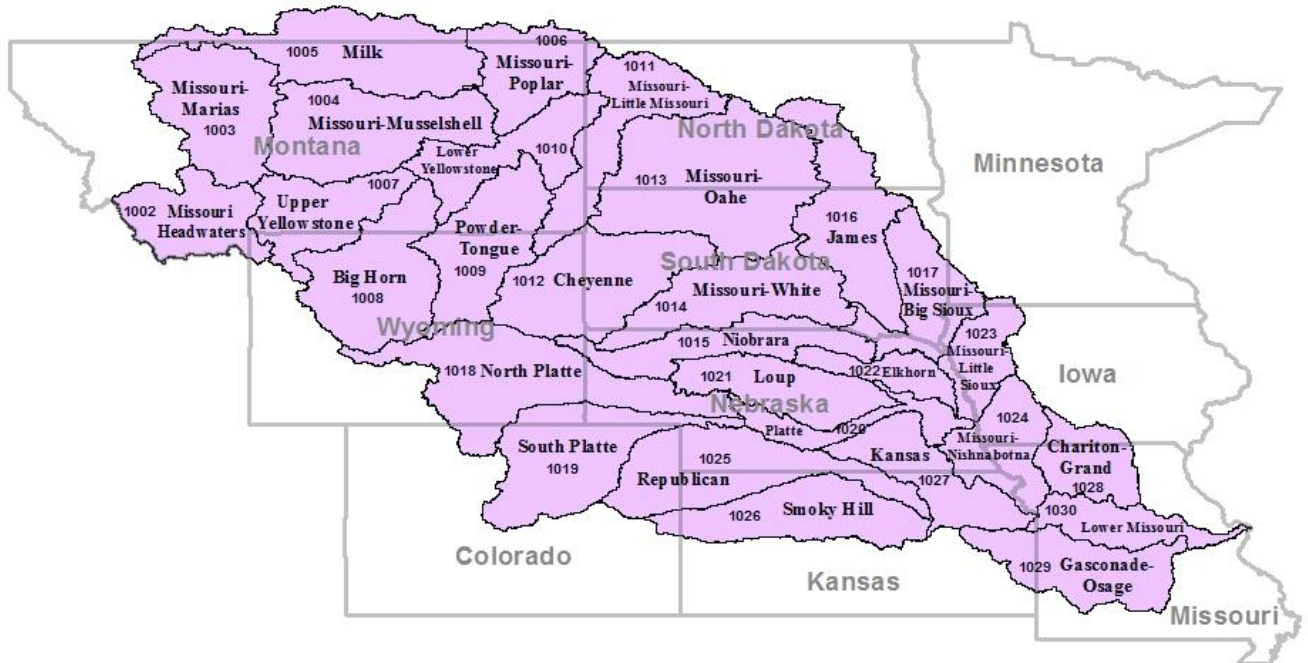 1005 Milk
1006
Missouri-
Poplar
1011
Missouri-
Little Missouri
Missouri-
Marias
1003
1004
Missouri-Musselshell
Montana
North Dakota
Minnesota
Lower
Yellowstone
1010
1013 Missouri-
Oahe
1002 Missouri
Headwaters
1007
Upper
Yellowstone
Powder-
Tongue
1009
1016
James
Big Horn
1008
1012 Cheyenne
South Dakota
1014 Missouri-White
1017
Missouri-
Big Sioux
Wyoming
1015 Niobrara
1023
Missouri-
Little
Sioux
1018 North Platte
1021 Loup
1022 Elkhorn
Iowa
Nebraska
Platte 1020
1024
Missouri-
Nishnabotna
South Platte
1019
1025
Republican
Kansas
1027
Chariton-
Grand
1028
1026 Smoky Hill
1030
Lower Missouri
Colorado
Kansas
1029 Gasconade-
Osage
Missouri